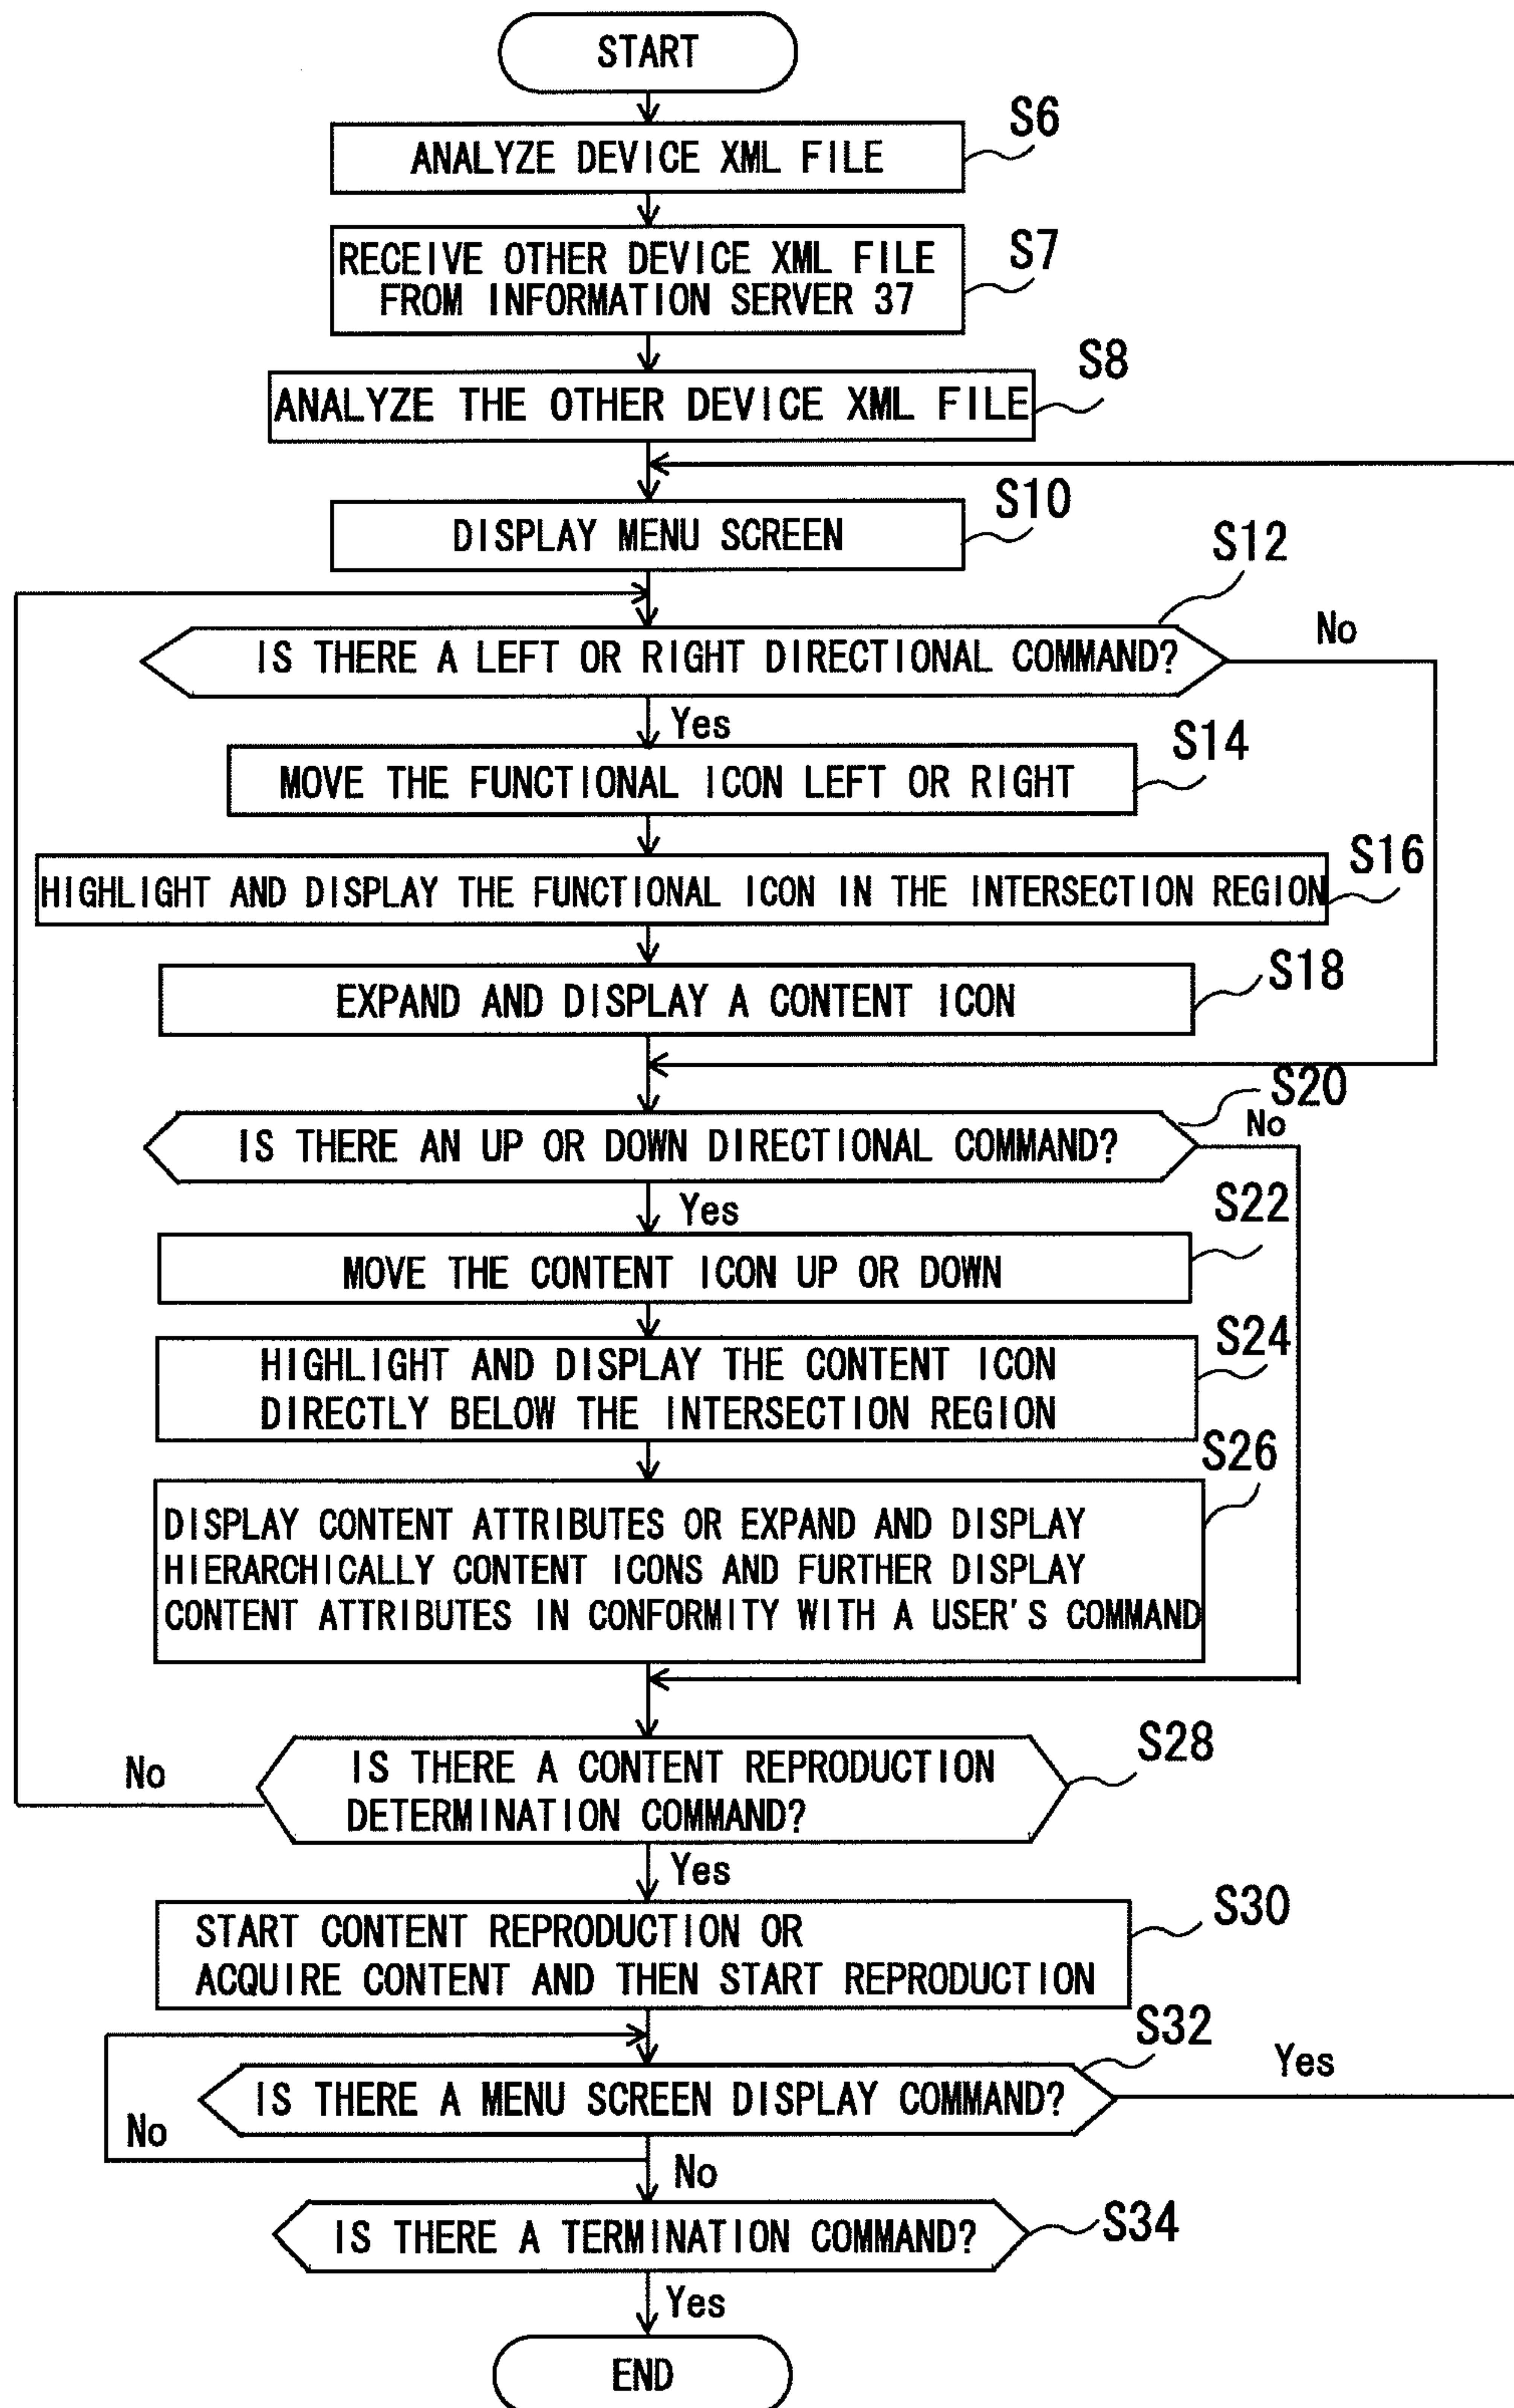 START
S6
ANALYZE DEVICE XML FILE
S7
RECEIVE OTHER DEVICE XML FILE
FROM INFORMATION SERVER 37
S8
ANALYZE THE OTHER DEVICE XML FILE
S10
DISPLAY MENU SCREEN
S12
IS THERE A LEFT OR RIGHT DIRECTIONAL COMMAND?
No
Yes
S14
MOVE THE FUNCTIONAL ICON LEFT OR RIGHT
S16
HIGHLIGHT AND DISPLAY THE FUNCTIONAL ICON IN THE INTERSECTION REGION
S18
EXPAND AND DISPLAY A CONTENT ICON
S20
No
IS THERE AN UP OR DOWN DIRECTIONAL COMMAND?
Yes
S22
MOVE THE CONTENT ICON UP OR DOWN
S24
HIGHLIGHT AND DISPLAY THE CONTENT ICON
DIRECTLY BELOW THE INTERSECTION REGION
S26
DISPLAY CONTENT ATTRIBUTES OR EXPAND AND DISPLAY
HIERARCHICALLY CONTENT ICONS AND FURTHER DISPLAY
CONTENT ATTRIBUTES IN CONFORMITY WITH A USER'S COMMAND
S28
No
IS THERE A CONTENT REPRODUCTION
DETERMINATION COMMAND?
Yes
S30
START CONTENT REPRODUCTION OR
ACQUIRE CONTENT AND THEN START REPRODUCTION
S32
Yes
IS THERE A MENU SCREEN DISPLAY COMMAND?
No
No
S34
IS THERE A TERMINATION COMMAND?
Yes
END